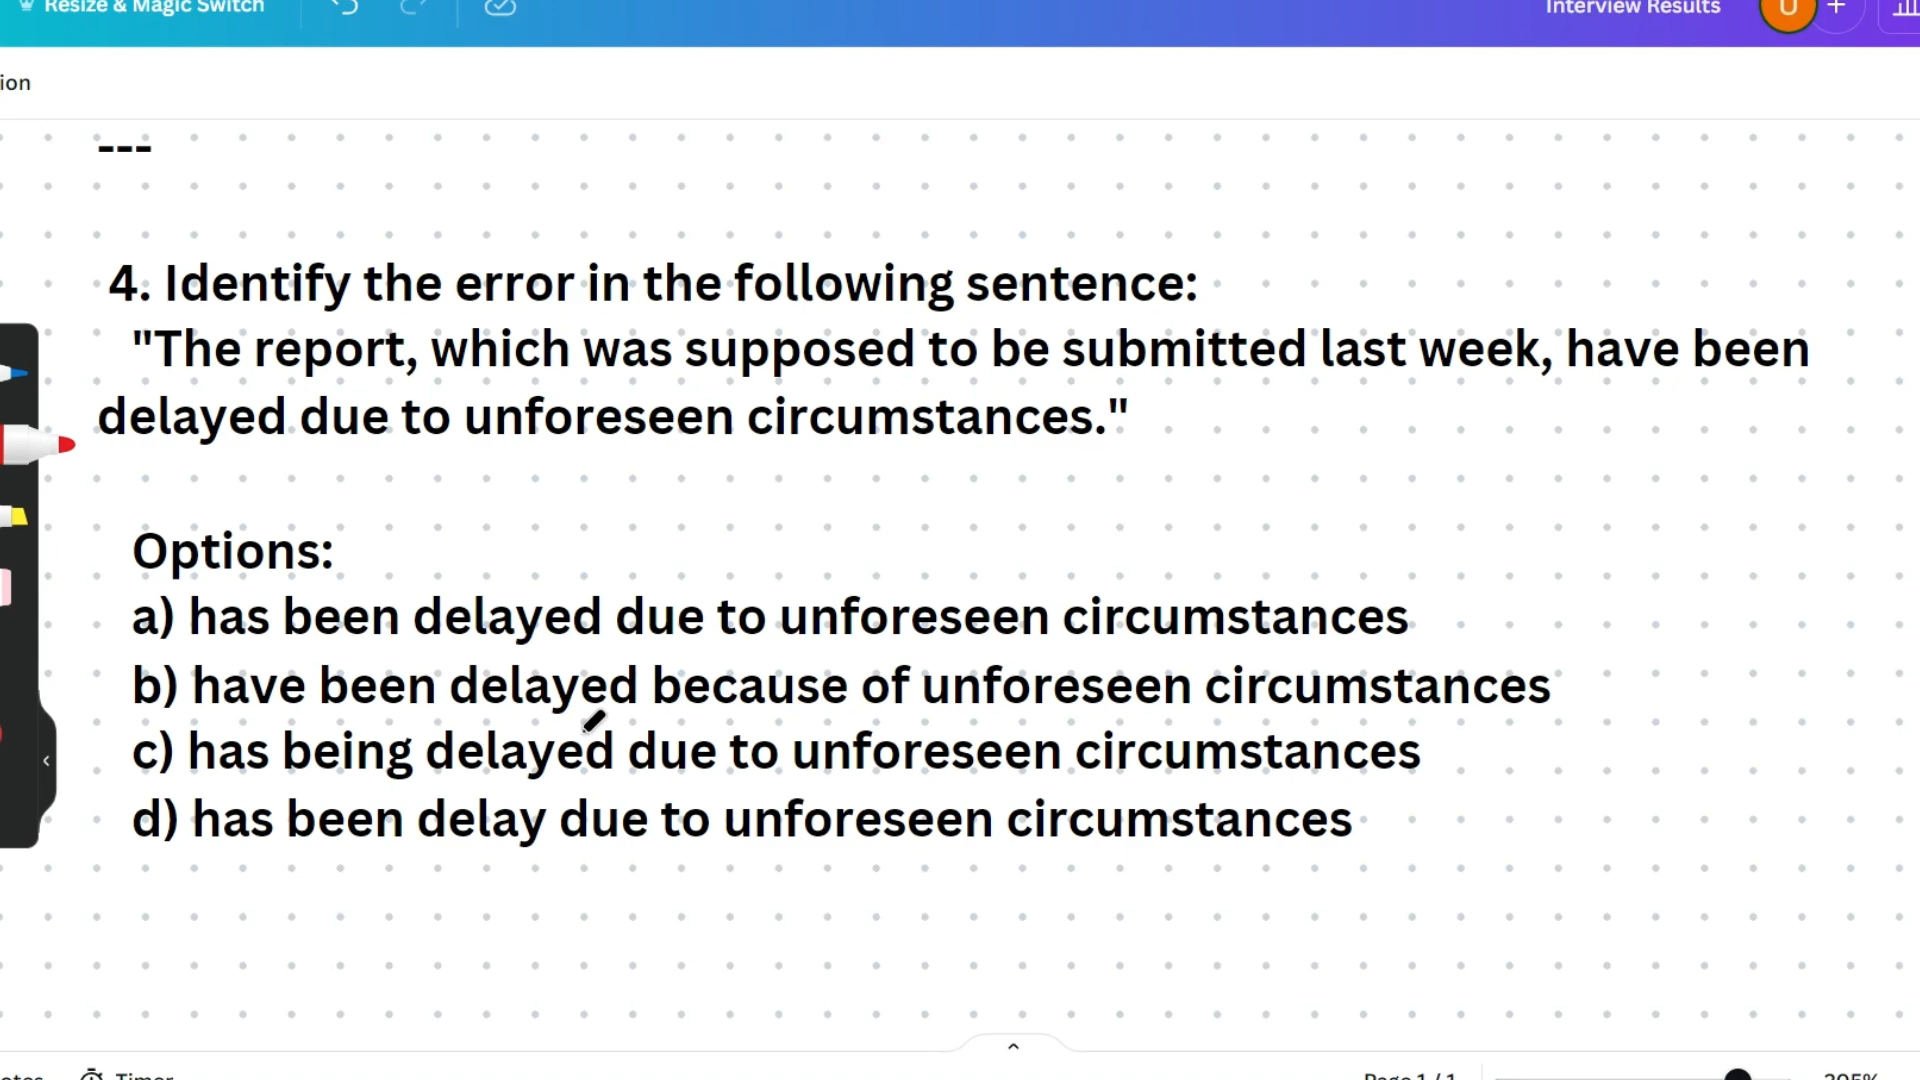 Resize & Magic Switch
Interview Results
U
+
ion
---
4. Identify the error in the following sentence:
"The report, which was supposed to be submitted last week, have been
delayed due to unforeseen circumstances."
Options:
a) has been delayed due to unforeseen circumstances
b) have been delayed because of unforeseen circumstances
c) has being delayed due to unforeseen circumstances
d) has been delay due to unforeseen circumstances
Timer
Page 1 / 1